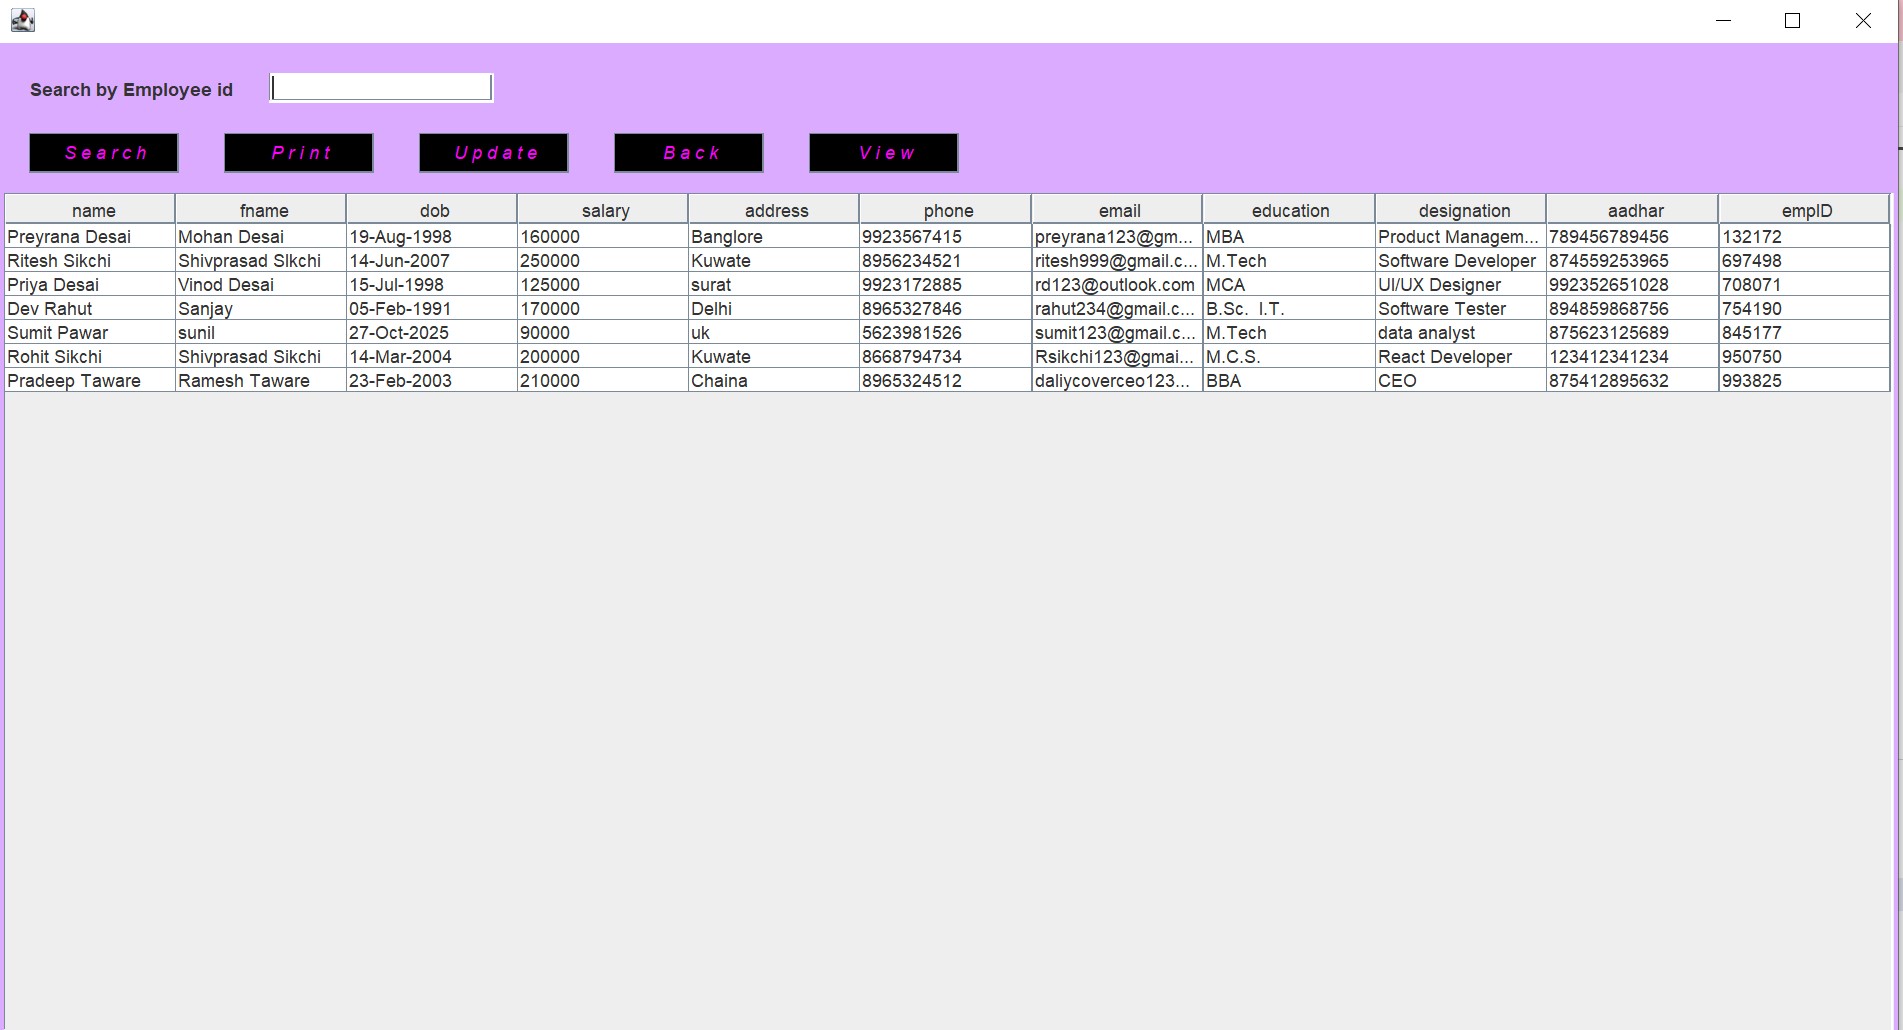 Search by Employee id
Search Print Update Back View
name fname dob salary address phone email education designation aadhar empID
Preyrana Desai Mohan Desai 19-Aug-1998 160000 Banglore 9923567415 preyrana123@gm... MBA Product Managem... 789456789456 132172
Ritesh Sikchi Shivprasad SIkchi 14-Jun-2007 250000 Kuwate 8956234521 ritesh999@gmail.c... M.Tech Software Developer 874559253965 697498
Priya Desai Vinod Desai 15-Jul-1998 125000 surat 9923172885 rd123@outlook.com MCA UI/UX Designer 992352651028 708071
Dev Rahut Sanjay 05-Feb-1991 170000 Delhi 8965327846 rahut234@gmail.c... B.Sc. I.T. Software Tester 894859868756 754190
Sumit Pawar sunil 27-Oct-2025 90000 uk 5623981526 sumit123@gmail.c... M.Tech data analyst 875623125689 845177
Rohit Sikchi Shivprasad Sikchi 14-Mar-2004 200000 Kuwate 8668794734 Rsikchi123@gmai... M.C.S. React Developer 123412341234 950750
Pradeep Taware Ramesh Taware 23-Feb-2003 210000 Chaina 8965324512 daliycoverceo123... BBA CEO 875412895632 993825